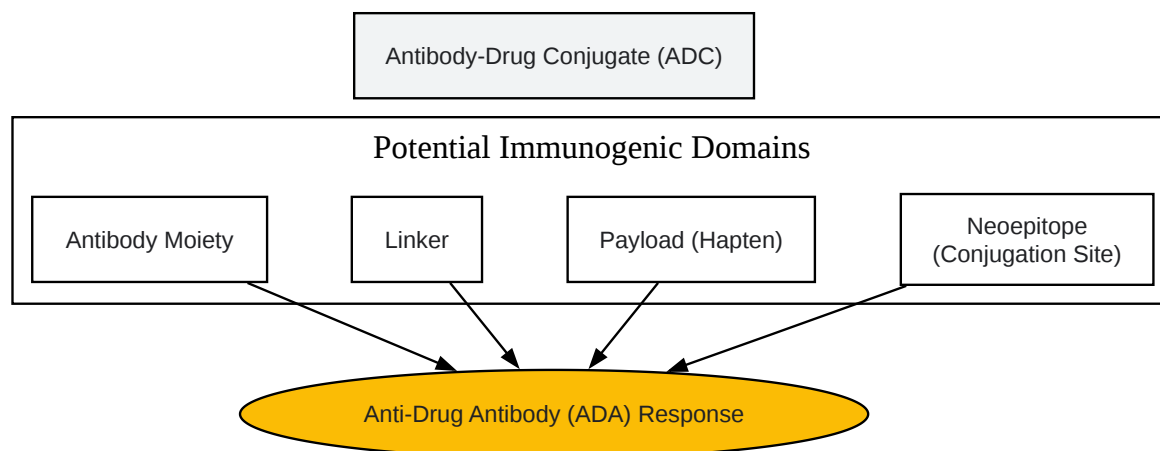 Antibody-Drug Conjugate (ADC)
Potential Immunogenic Domains
Antibody Moiety
Linker
Payload (Hapten)
Neoepitope
(Conjugation Site)
Anti-Drug Antibody (ADA) Response